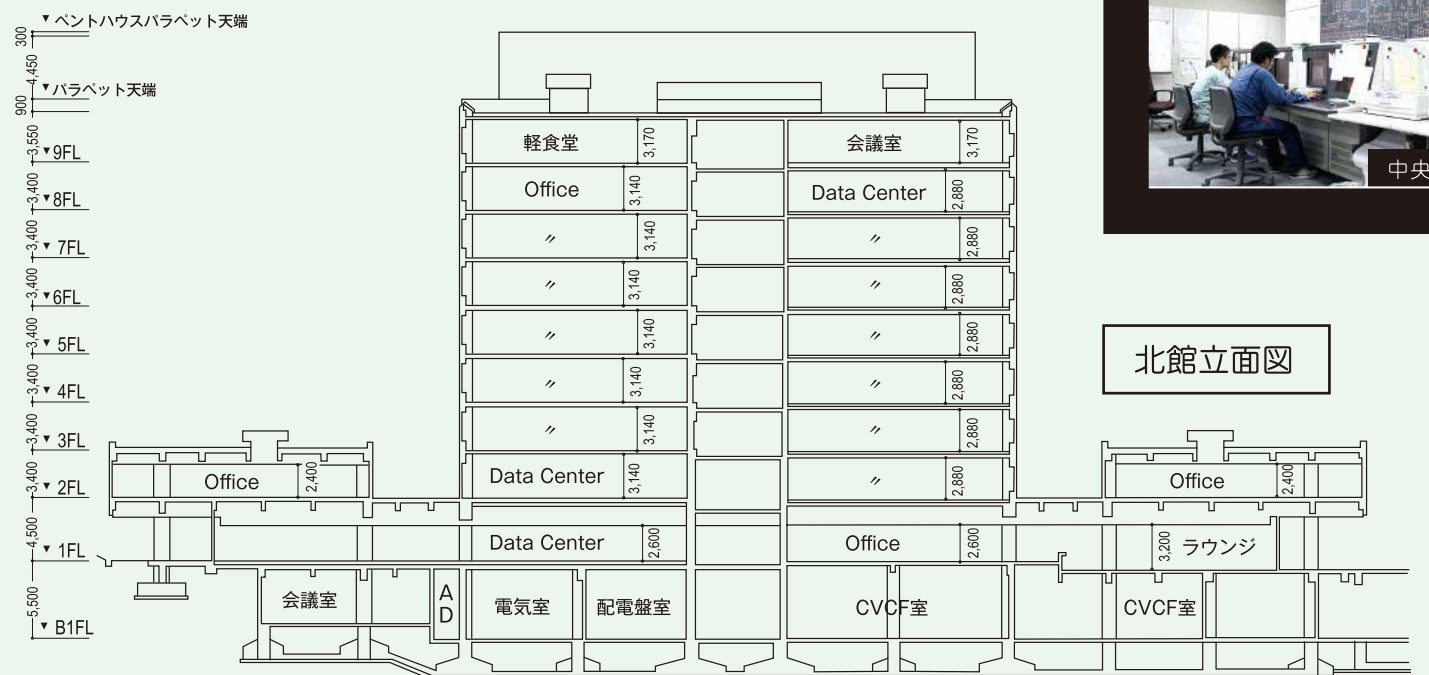 ▼ペントハウスパラペット天端
300
4,450
▼パラペット天端
900
3,550
▼9FL
3,400
▼8FL
3,400
▼7FL
3,400
▼6FL
3,400
▼5FL
3,400
▼4FL
3,400
▼3FL
3,400
▼2FL
4,500
▼1FL
5,500
▼B1FL
軽食堂 3,170 会議室 3,170
Office 3,140 Data Center 2,880
〃 3,140 〃 2,880
〃 3,140 〃 2,880
〃 3,140 〃 2,880
〃 3,140 〃 2,880
〃 3,140 〃 2,880
Office 2,400 Data Center 3,140 〃 2,880 Office 2,400
Data Center 2,600 Office 2,600 3,200 ラウンジ
会議室 AD 電気室 配電盤室 CVCF室 CVCF室
中央
北館立面図